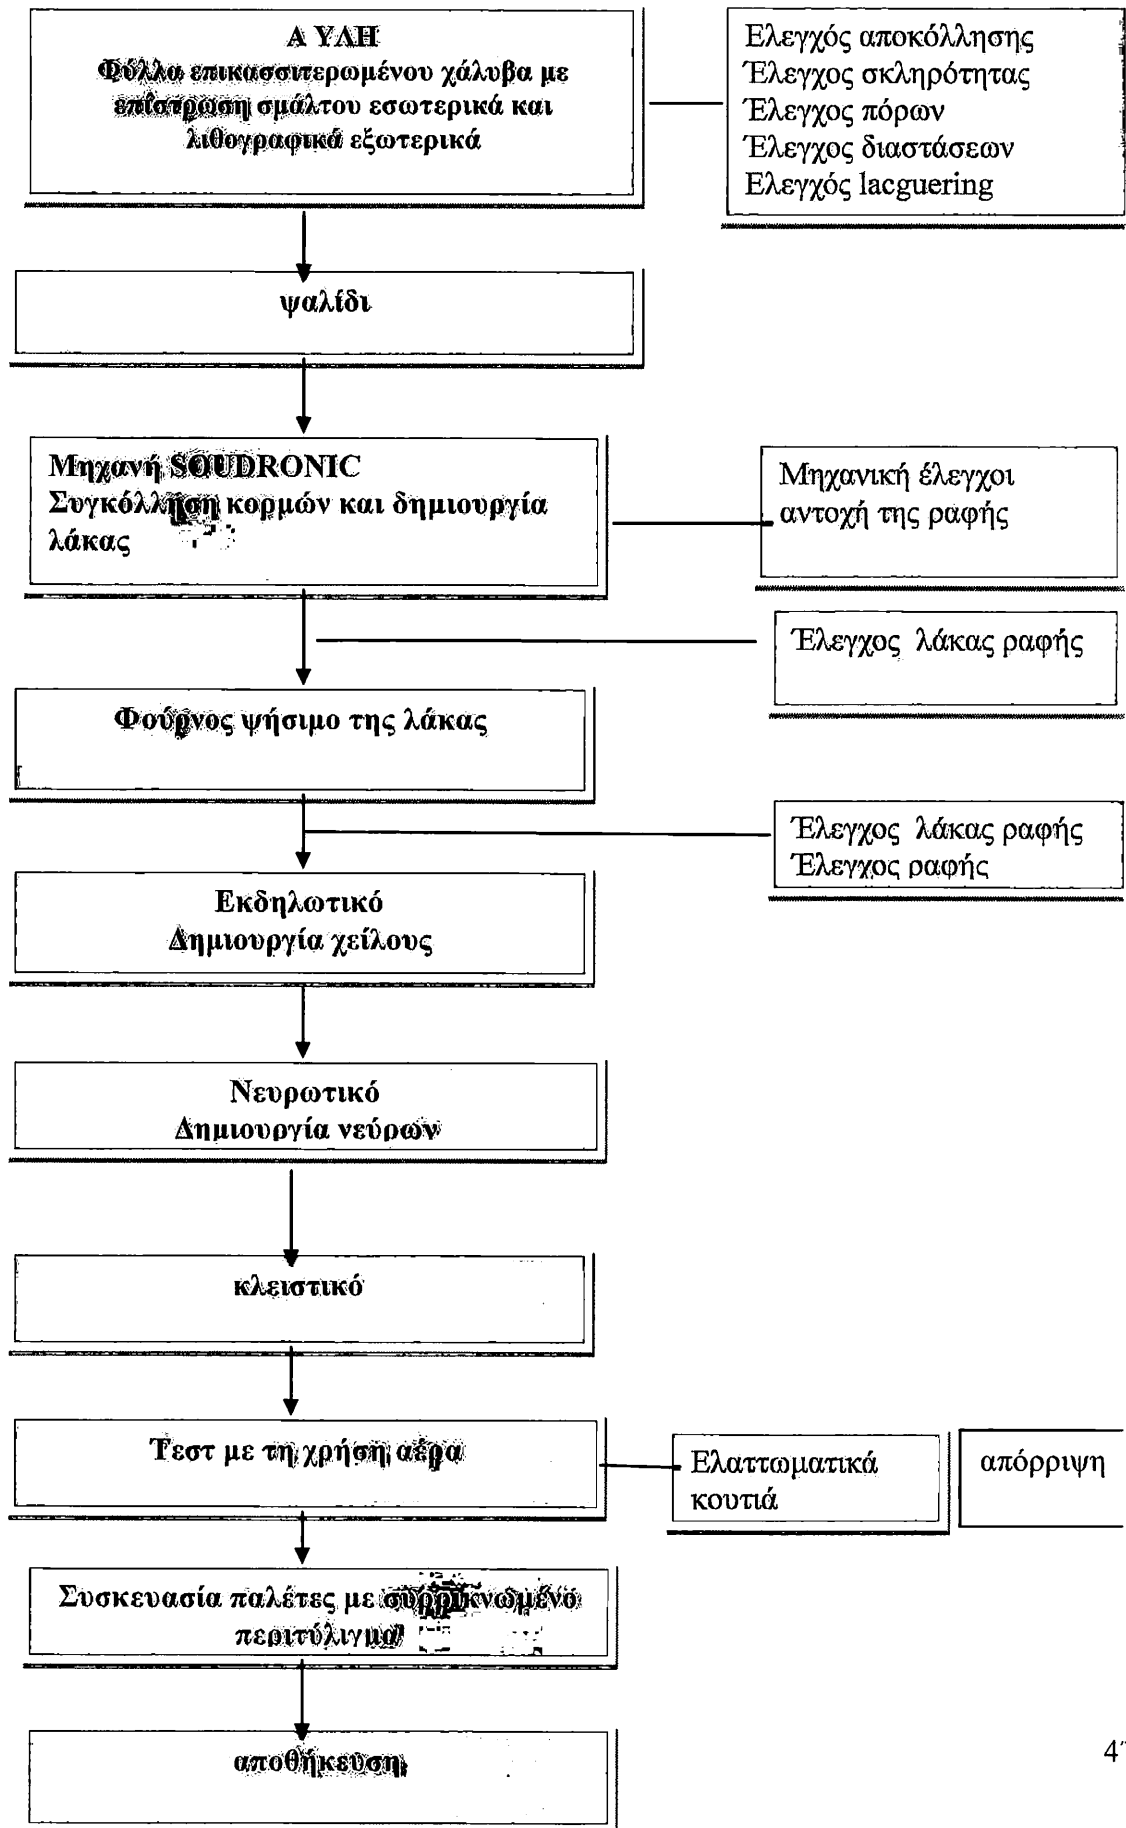 Α ΥΛΗ
Φύλλα επικασσιτερωμένου χάλυβα με
επίστρωση σμάλτου εσωτερικά και
λιθογραφικά εξωτερικά
Ελεγχός αποκόλλησης
Έλεγχος σκληρότητας
Έλεγχος πόρων
Έλεγχος διαστάσεων
Ελεγχός lacguering
ψαλίδι
Μηχανή SOUDRONIC
Συγκόλληση κορμών και δημιουργία
λάκας
Μηχανική έλεγχοι
αντοχή της ραφής
Έλεγχος λάκας ραφής
Φούρνος ψήσιμο της λάκας
Έλεγχος λάκας ραφής
Έλεγχος ραφής
Εκδηλωτικό
Δημιουργία χείλους
Νευρωτικό
Δημιουργία νεύρων
κλειστικό
Τεστ με τη χρήση αέρα
Ελαττωματικά
κουτιά
απόρριψη
Συσκευασία παλέτες με συρρικνωμένο
περιτύλιγμα
αποθήκευση